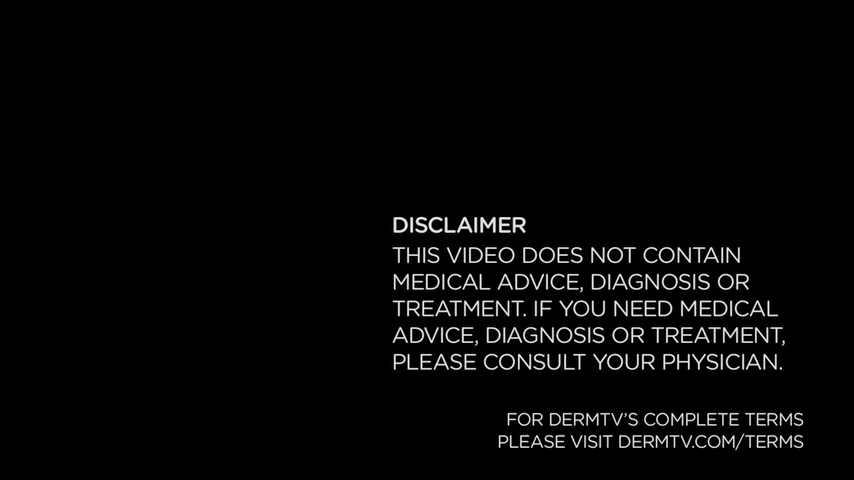 DISCLAIMER
THIS VIDEO DOES NOT CONTAIN
MEDICAL ADVICE, DIAGNOSIS OR
TREATMENT. IF YOU NEED MEDICAL
ADVICE, DIAGNOSIS OR TREATMENT,
PLEASE CONSULT YOUR PHYSICIAN.
FOR DERMTV'S COMPLETE TERMS
PLEASE VISIT DERMTV.COM/TERMS